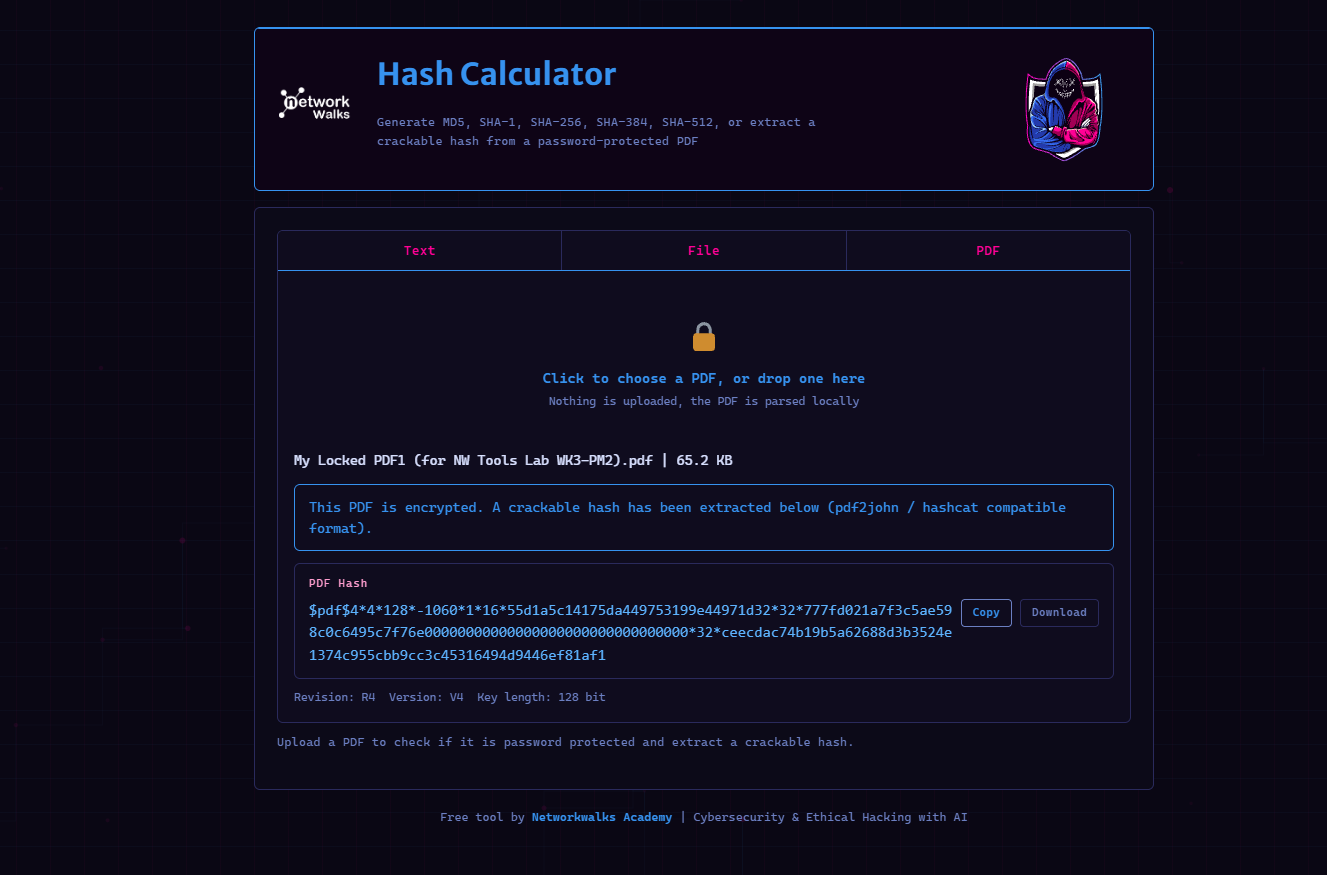 network
walks
Hash Calculator
Generate MD5, SHA-1, SHA-256, SHA-384, SHA-512, or extract a
crackable hash from a password-protected PDF
Text
File
PDF
Click to choose a PDF, or drop one here
Nothing is uploaded, the PDF is parsed locally
My Locked PDF1 (for NW Tools Lab WK3-PM2).pdf | 65.2 KB
This PDF is encrypted. A crackable hash has been extracted below (pdf2john / hashcat compatible
format).
PDF Hash
$pdf$4*4*128*-1060*1*16*55d1a5c14175da449753199e44971d32*32*777fd021a7f3c5ae59
8c0c6495c7f76e00000000000000000000000000000000*32*ceecdac74b19b5a62688d3b3524e
1374c955cbb9cc3c45316494d9446ef81af1
Copy
Download
Revision: R4 Version: V4 Key length: 128 bit
Upload a PDF to check if it is password protected and extract a crackable hash.
Free tool by Networkwalks Academy | Cybersecurity & Ethical Hacking with AI